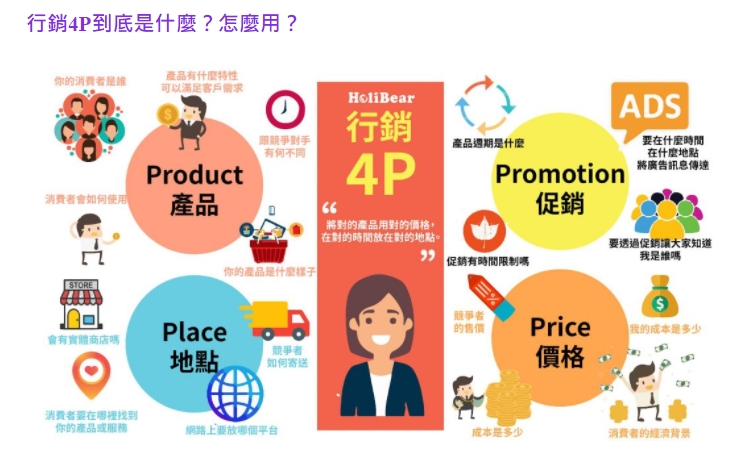 行銷4P到底是什麼？怎麼用？
你的消費者是誰
產品有什麼特性
可以滿足客戶需求
跟競爭對手
有何不同
Product
產品
消費者會如何使用
你的產品是什麼樣子
HoliBear
行銷
4P
“
將對的產品用對的價格，
在對的時間放在對的地點。
”
產品週期是什麼
ADS
要在什麼時間
在什麼地點
將廣告訊息傳達
Promotion
促銷
促銷有時間限制嗎
要透過促銷讓大家知道
我是誰嗎
STORE
會有實體商店嗎
Place
地點
競爭者
如何寄送
消費者要在哪裡找到
你的產品或服務
網路上要放哪個平台
競爭者
的售價
Price
價格
$
我的成本是多少
成本是多少
消費者的經濟背景